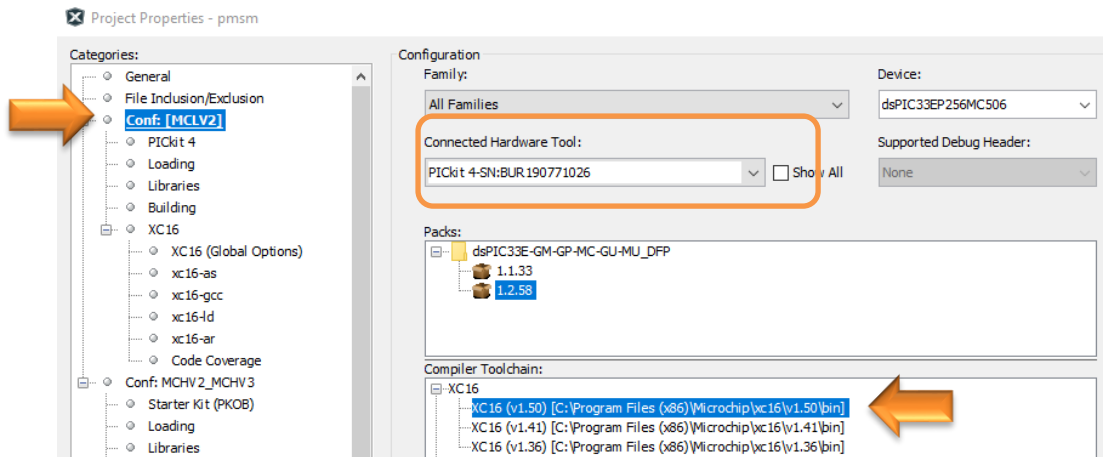 Project Properties - pmsm
Categories:
General
File Inclusion/Exclusion
Conf: [MCLV2]
PICkit 4
Loading
Libraries
Building
XC16
XC16 (Global Options)
xc16-as
xc16-gcc
xc16-ld
xc16-ar
Code Coverage
Conf: MCHV2_MCHV3
Starter Kit (PKOB)
Loading
Libraries
Configuration
Family:
All Families
Device:
dsPIC33EP256MC506
Connected Hardware Tool:
PICkit 4-SN:BUR190771026
Show All
Supported Debug Header:
None
Packs:
dsPIC33E-GM-GP-MC-GU-MU_DFP
1.1.33
1.2.58
Compiler Toolchain:
XC16
XC16 (v1.50) [C:\Program Files (x86)\Microchip\xc16\v1.50\bin]
XC16 (v1.41) [C:\Program Files (x86)\Microchip\xc16\v1.41\bin]
XC16 (v1.36) [C:\Program Files (x86)\Microchip\xc16\v1.36\bin]